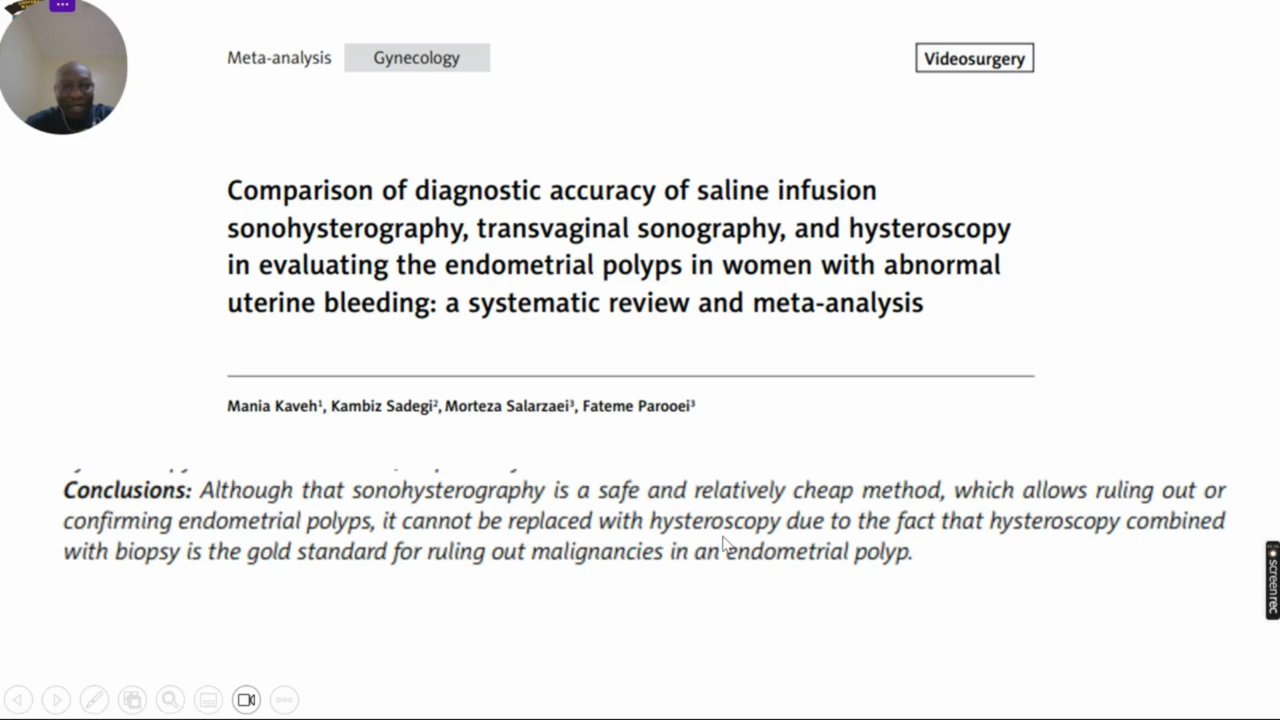 Meta-analysis Gynecology Videosurgery
Comparison of diagnostic accuracy of saline infusion
sonohysterography, transvaginal sonography, and hysteroscopy
in evaluating the endometrial polyps in women with abnormal
uterine bleeding: a systematic review and meta-analysis
Mania Kaveh¹, Kambiz Sadegi², Morteza Salarzaei³, Fateme Parooei³
Conclusions: Although that sonohysterography is a safe and relatively cheap method, which allows ruling out or
confirming endometrial polyps, it cannot be replaced with hysteroscopy due to the fact that hysteroscopy combined
with biopsy is the gold standard for ruling out malignancies in an endometrial polyp.
screenrec